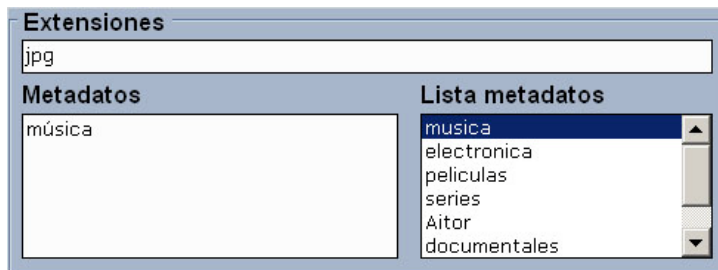 Extensiones
jpg
Metadatos
música
Lista metadatos
musica
electronica
peliculas
series
Aitor
documentales